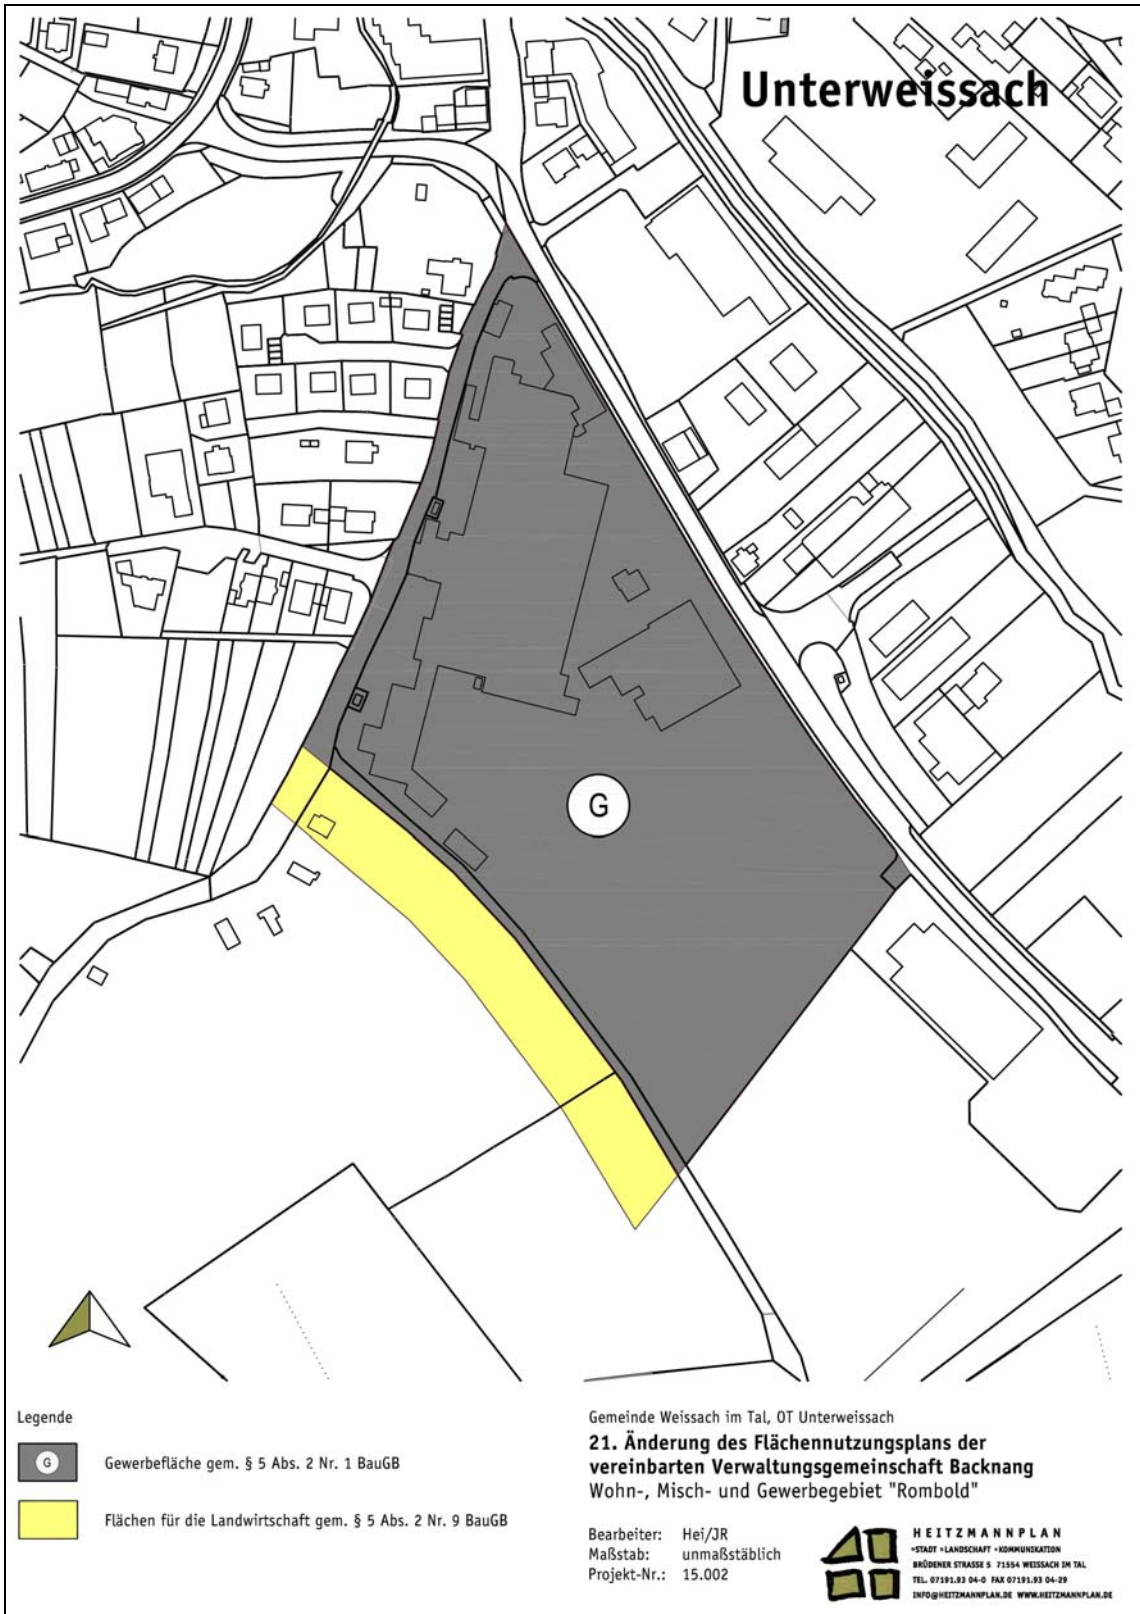 Unterweissach
G
Legende
G
Gewerbefläche gem. § 5 Abs. 2 Nr. 1 BauGB
Flächen für die Landwirtschaft gem. § 5 Abs. 2 Nr. 9 BauGB
Gemeinde Weissach im Tal, OT Unterweissach
21. Änderung des Flächennutzungsplans der
vereinbarten Verwaltungsgemeinschaft Backnang
Wohn-, Misch- und Gewerbegebiet "Rombold"
Bearbeiter: Hei/JR
Maßstab: unmaßstäblich
Projekt-Nr.: 15.002
HEITZMANNPLAN
•STADT •LANDSCHAFT •KOMMUNIKATION
BRÜDENER STRASSE 5 71554 WEISSACH IM TAL
TEL. 07191.93 04-0 FAX 07191.93 04-29
INFO@HEITZMANNPLAN.DE WWW.HEITZMANNPLAN.DE